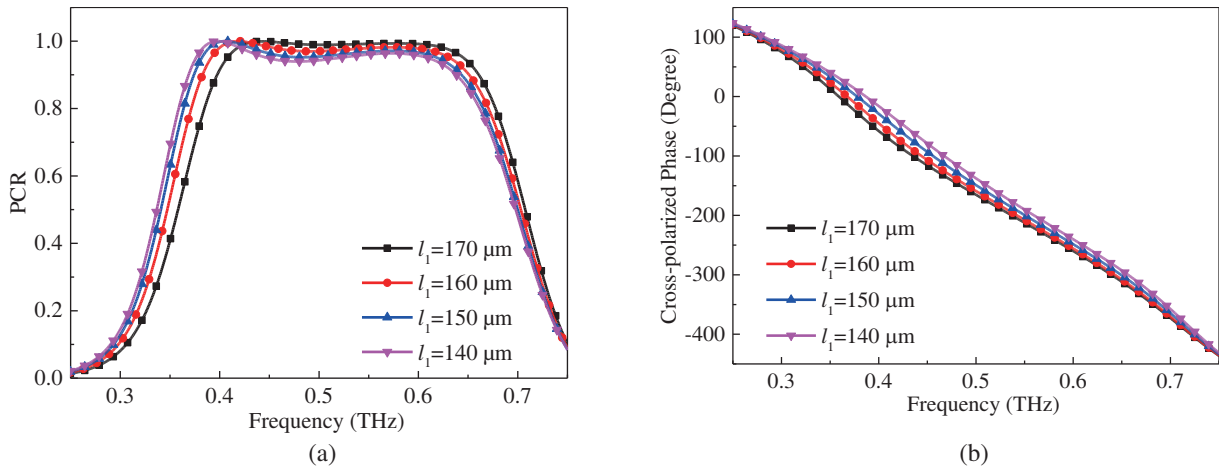 1.0
0.8
0.6
0.4
0.2
0.0
PCR
0.3 0.4 0.5 0.6 0.7
Frequency (THz)
l₁=170 μm
l₁=160 μm
l₁=150 μm
l₁=140 μm
(a)
100
0
-100
-200
-300
-400
Cross-polarized Phase (Degree)
0.3 0.4 0.5 0.6 0.7
Frequency (THz)
l₁=170 μm
l₁=160 μm
l₁=150 μm
l₁=140 μm
(b)